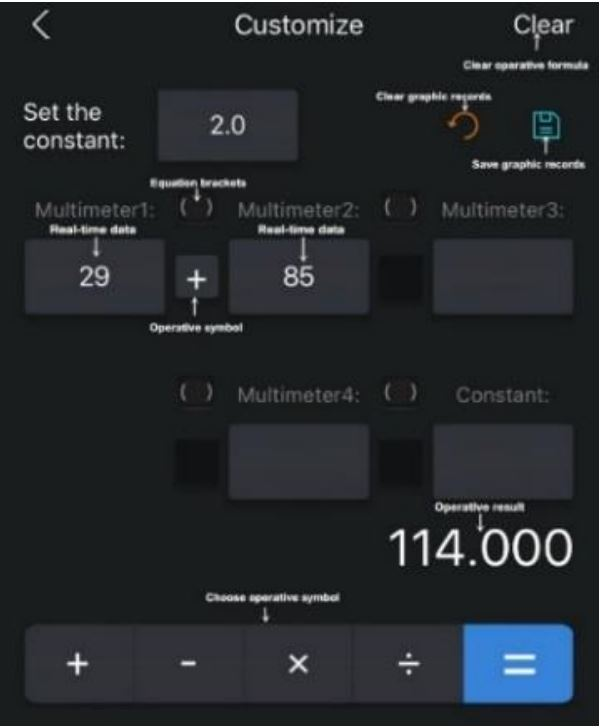 Customize
Clear
Clear operative formula
Clear graphic records
Set the
constant:
2.0
Save graphic records
Equation brackets
Multimeter1:
( )
Multimeter2:
( )
Multimeter3:
Real-time data
Real-time data
29
+
85
Operative symbol
( )
Multimeter4:
( )
Constant:
Operative result
114.000
Choose operative symbol
+
-
×
÷
=